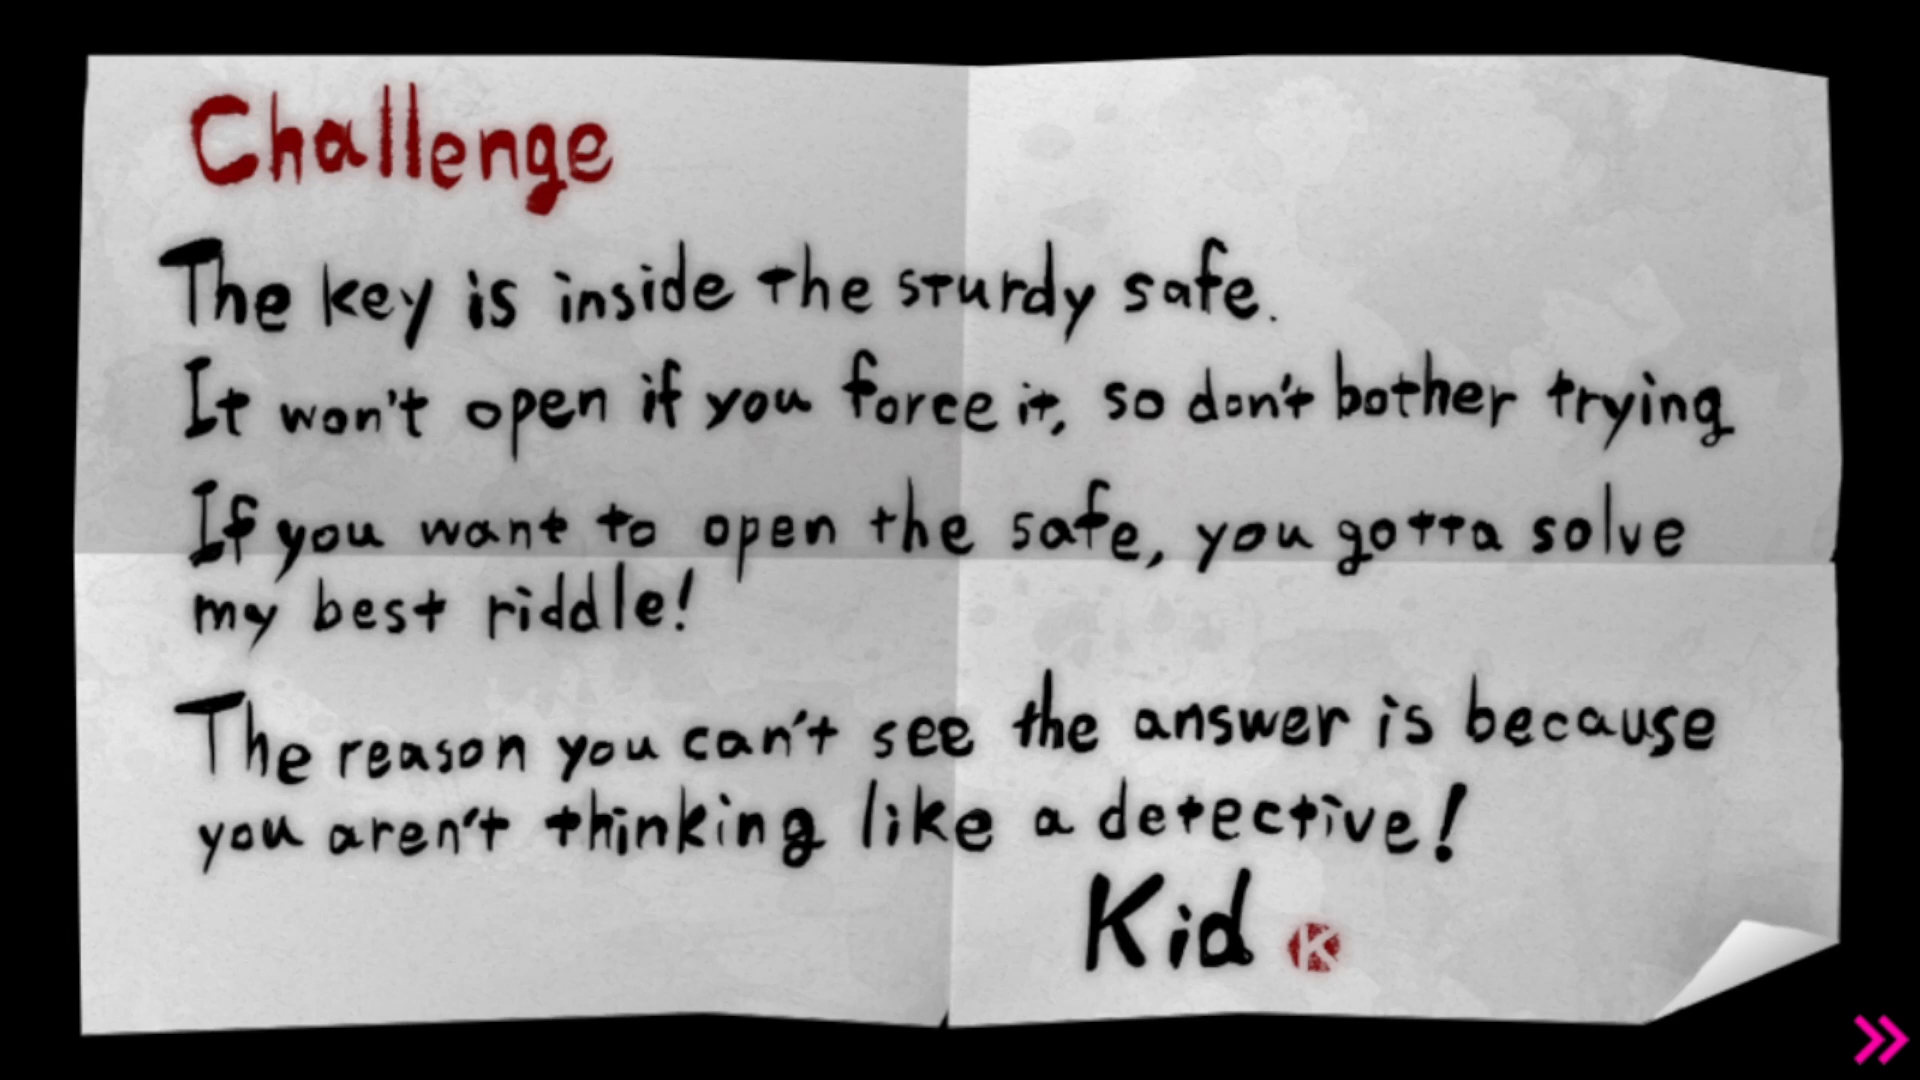 Challenge
The key is inside the sturdy safe.
It won't open if you force it, so don't bother trying
If you want to open the safe, you gotta solve
my best riddle!
The reason you can't see the answer is because
you aren't thinking like a detective!
Kid K